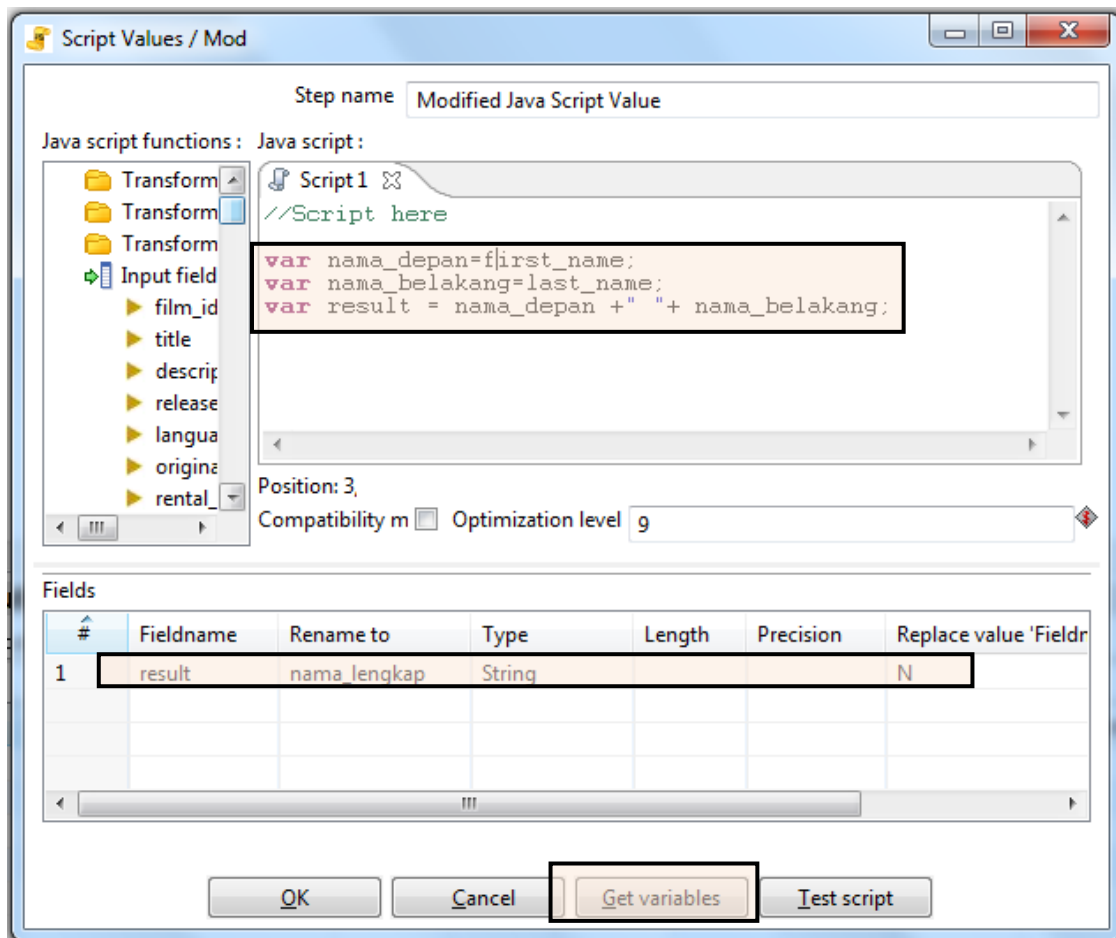 Script Values / Mod
Step name Modified Java Script Value
Java script functions : Java script :
Transform
Transform
Transform
Input field
film_id
title
descrip
release
langua
origina
rental_
Script 1
//Script here
var nama_depan=first_name;
var nama_belakang=last_name;
var result = nama_depan +" "+ nama_belakang;
Position: 3,
Compatibility m Optimization level 9
Fields
# Fieldname Rename to Type Length Precision Replace value 'Fieldn
1 result nama_lengkap String N
OK Cancel Get variables Test script